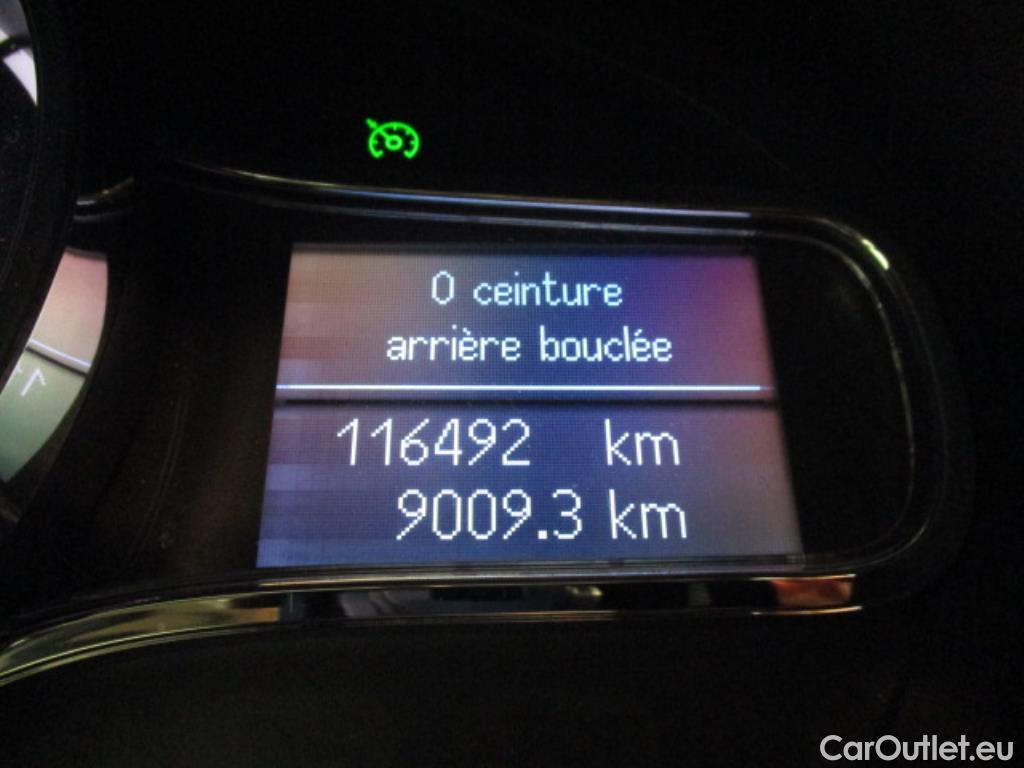 0 ceinture
arrière bouclée
116492 km
9009.3 km
CarOutlet.eu